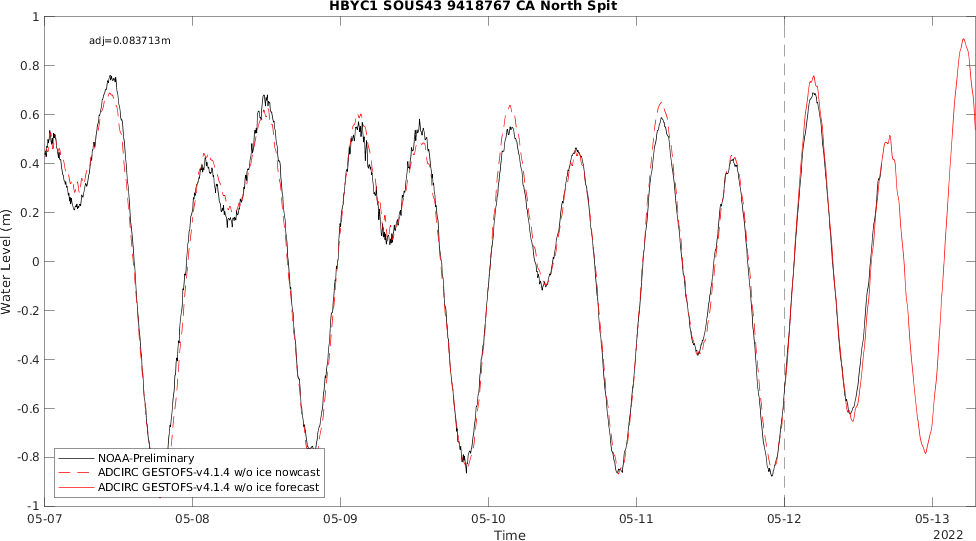 HBYC1 SOUS43 9418767 CA North Spit
adj=0.083713m
1
0.8
0.6
0.4
0.2
0
-0.2
-0.4
-0.6
-0.8
-1
Water Level (m)
NOAA-Preliminary
ADCIRC GESTOFS-v4.1.4 w/o ice nowcast
ADCIRC GESTOFS-v4.1.4 w/o ice forecast
05-07 05-08 05-09 05-10 05-11 05-12 05-13
Time
2022